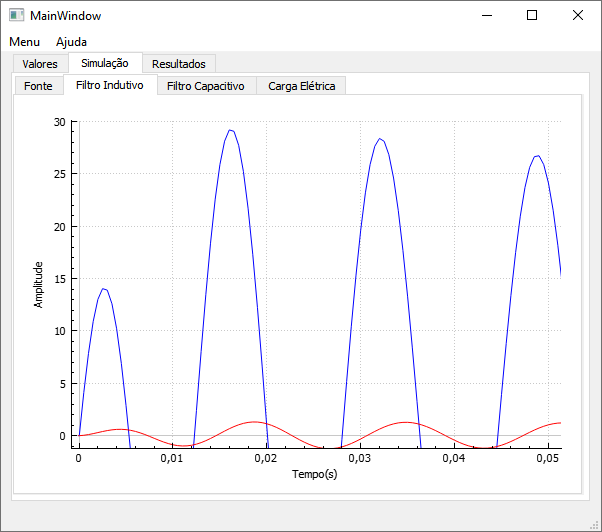 MainWindow
Menu Ajuda
Valores Simulação Resultados
Fonte Filtro Indutivo Filtro Capacitivo Carga Elétrica
30
25
20
15
10
5
0
Amplitude
0 0,01 0,02 0,03 0,04 0,05
Tempo(s)